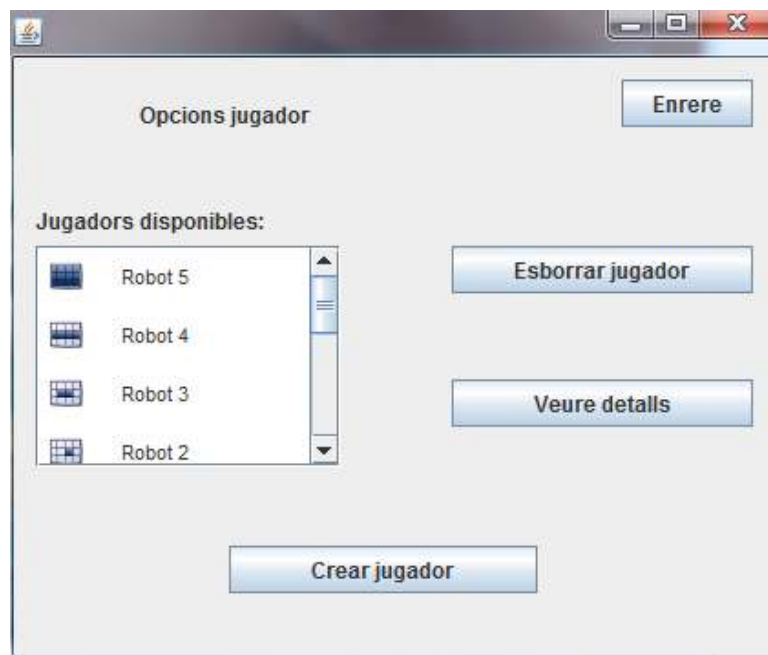 Opcions jugador
Enrere
Jugadors disponibles:
Robot 5
Robot 4
Robot 3
Robot 2
Esborrar jugador
Veure detalls
Crear jugador